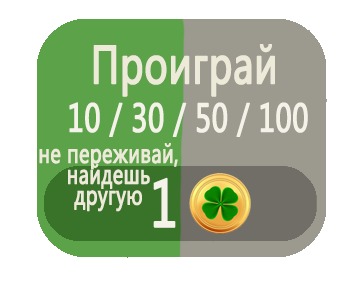 Проиграй
10 / 30 / 50 / 100
не переживай,
найдешь
другую
1